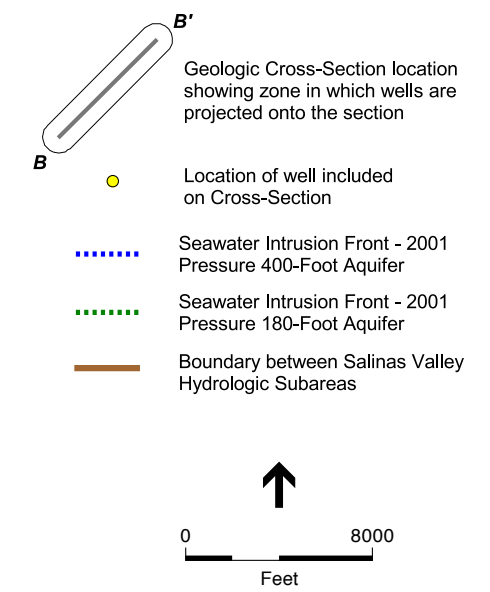 B'
Geologic Cross-Section location
showing zone in which wells are
projected onto the section
B
Location of well included
on Cross-Section
Seawater Intrusion Front - 2001
Pressure 400-Foot Aquifer
Seawater Intrusion Front - 2001
Pressure 180-Foot Aquifer
Boundary between Salinas Valley
Hydrologic Subareas
0 8000
Feet